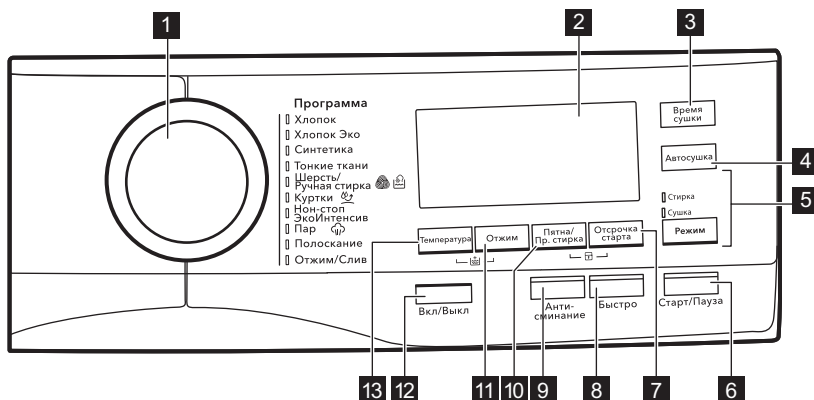 1
2
3
Программа
Хлопок
Хлопок Эко
Синтетика
Тонкие ткани
Шерсть/
Ручная стирка
Куртки
Нон-стоп
ЭкоИнтенсив
Пар
Полоскание
Отжим/Слив
Время
сушки
Автосушка
4
5
Стирка
Сушка
Режим
Температура
Отжим
Пятна/
Пр. стирка
Отсрочка
старта
Вкл/Выкл
Анти-
сминание
Быстро
Старт/Пауза
13
12
11
10
9
8
7
6